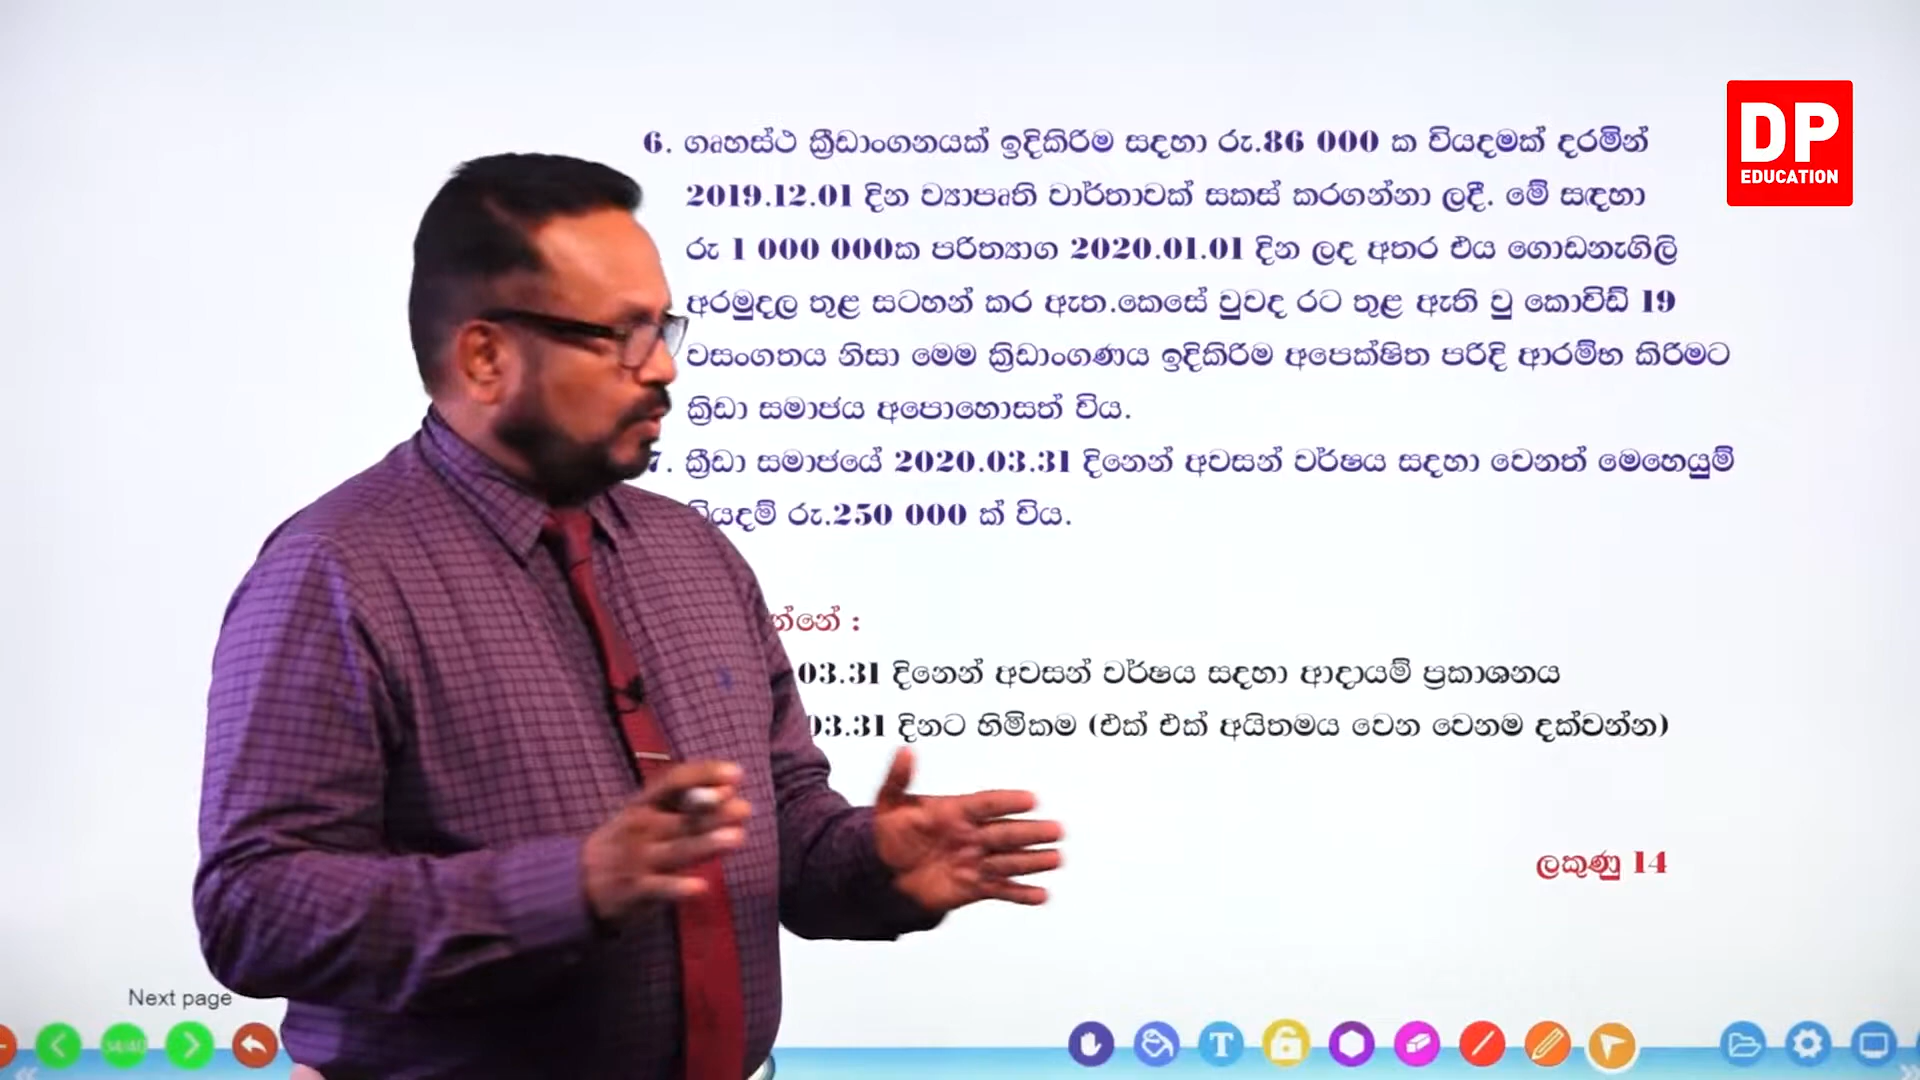 DP
EDUCATION
6. ගෘහස්ථ ක්‍රීඩාංගනයක් ඉදිකිරීම සදහා රු.86 000 ක වියදමක් දරමින්
2019.12.01 දින ව්‍යාපෘති වාර්තාවක් සකස් කරගන්නා ලදී. මේ සඳහා
රු 1 000 000ක පරිත්‍යාග 2020.01.01 දින ලද අතර එය ගොඩනැගිලි
අරමුදල තුළ සටහන් කර ඇත.කෙසේ වුවද රට තුළ ඇති වු කොවිඩ් 19
වසංගතය නිසා මෙම ක්‍රිඩාංගණය ඉදිකිරීම අපෙක්ෂිත පරිදි ආරම්භ කිරීමට
ක්‍රිඩා සමාජය අපොහොසත් විය.
7. ක්‍රීඩා සමාජයේ 2020.03.31 දිනෙන් අවසන් වර්ෂය සදහා වෙනත් මෙහෙයුම්
වියදම් රු.250 000 ක් විය.
න්නේ :
03.31 දිනෙන් අවසන් වර්ෂය සදහා ආදායම් ප්‍රකාශනය
03.31 දිනට හිමිකම (එක් එක් අයිතමය වෙන වෙනම දක්වන්න)
ලකුණු 14
Next page